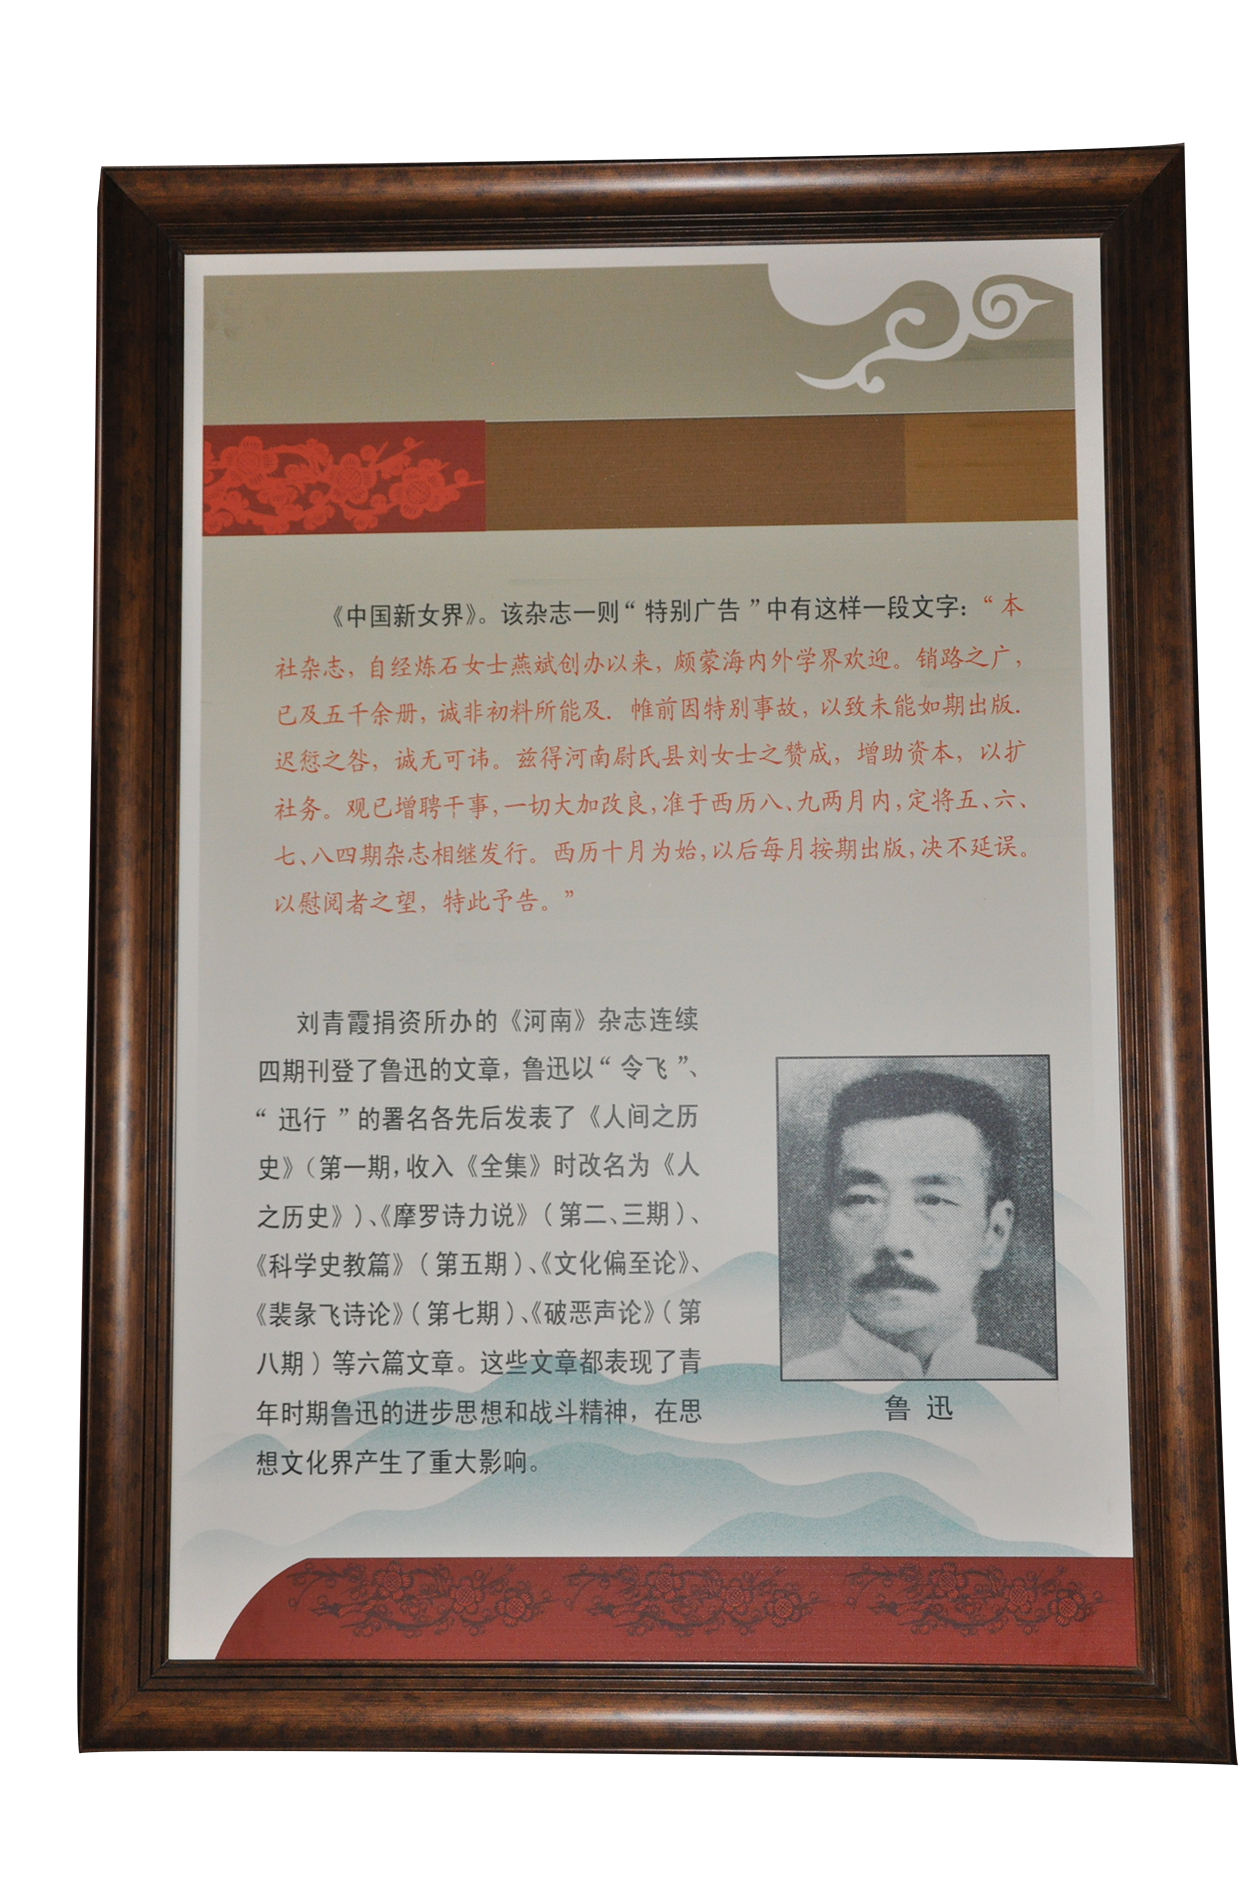 《中国新女界》。该杂志一则“特别广告”中有这样一段文字：“本
社杂志，自经炼石女士燕斌创办以来，颇蒙海内外学界欢迎。销路之广，
已及五千余册，诚非初料所能及．惟前因特别事故，以致未能如期出版．
迟愆之咎，诚无可讳。兹得河南尉氏县刘女士之赞成，增助资本，以扩
社务。观已增聘干事，一切大加改良，准于西历八、九两月内，定将五、六、
七、八四期杂志相继发行。西历十月为始，以后每月按期出版，决不延误。
以慰阅者之望，特此予告。”
刘青霞捐资所办的《河南》杂志连续
四期刊登了鲁迅的文章，鲁迅以“令飞”、
“迅行”的署名各先后发表了《人间之历
史》（第一期，收入《全集》时改名为《人
之历史》）、《摩罗诗力说》（第二、三期）、
《科学史教篇》（第五期）、《文化偏至论》、
《裴彖飞诗论》（第七期）、《破恶声论》（第
八期）等六篇文章。这些文章都表现了青
年时期鲁迅的进步思想和战斗精神，在思
想文化界产生了重大影响。
鲁迅